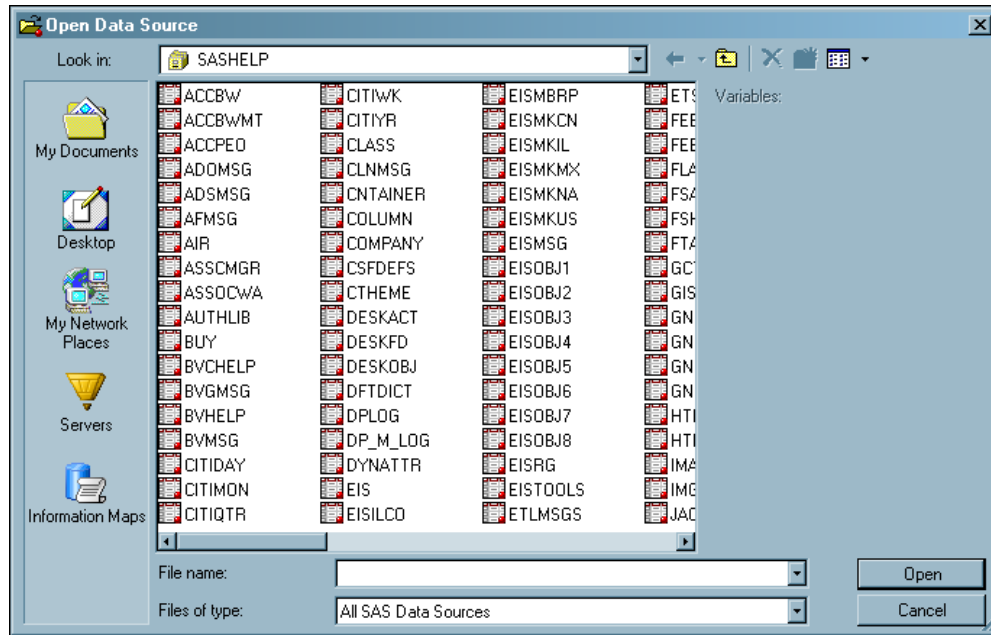 Open Data Source
Look in:
SASHELP
My Documents
Desktop
My Network
Places
Servers
Information Maps
ACCBW
ACCBWMT
ACCPEO
ADOMSG
ADSMSG
AFMSG
AIR
ASSCMGR
ASSOCWA
AUTHLIB
BUY
BVCHELP
BVGMSG
BVHELP
BVMSG
CITIDAY
CITIMON
CITIQTR
CITIWK
CITIYR
CLASS
CLNMSG
CNTAINER
COLUMN
COMPANY
CSFDEFS
CTHEME
DESKACT
DESKFD
DESKOBJ
DFTDICT
DPLOG
DP_M_LOG
DYNATTR
EIS
EISILCO
EISMBRP
EISMKCN
EISMKIL
EISMKMX
EISMKNA
EISMKUS
EISMSG
EISOBJ1
EISOBJ2
EISOBJ3
EISOBJ4
EISOBJ5
EISOBJ6
EISOBJ7
EISOBJ8
EISRG
EISTOOLS
ETLMSGS
Variables:
File name:
Open
Files of type:
All SAS Data Sources
Cancel